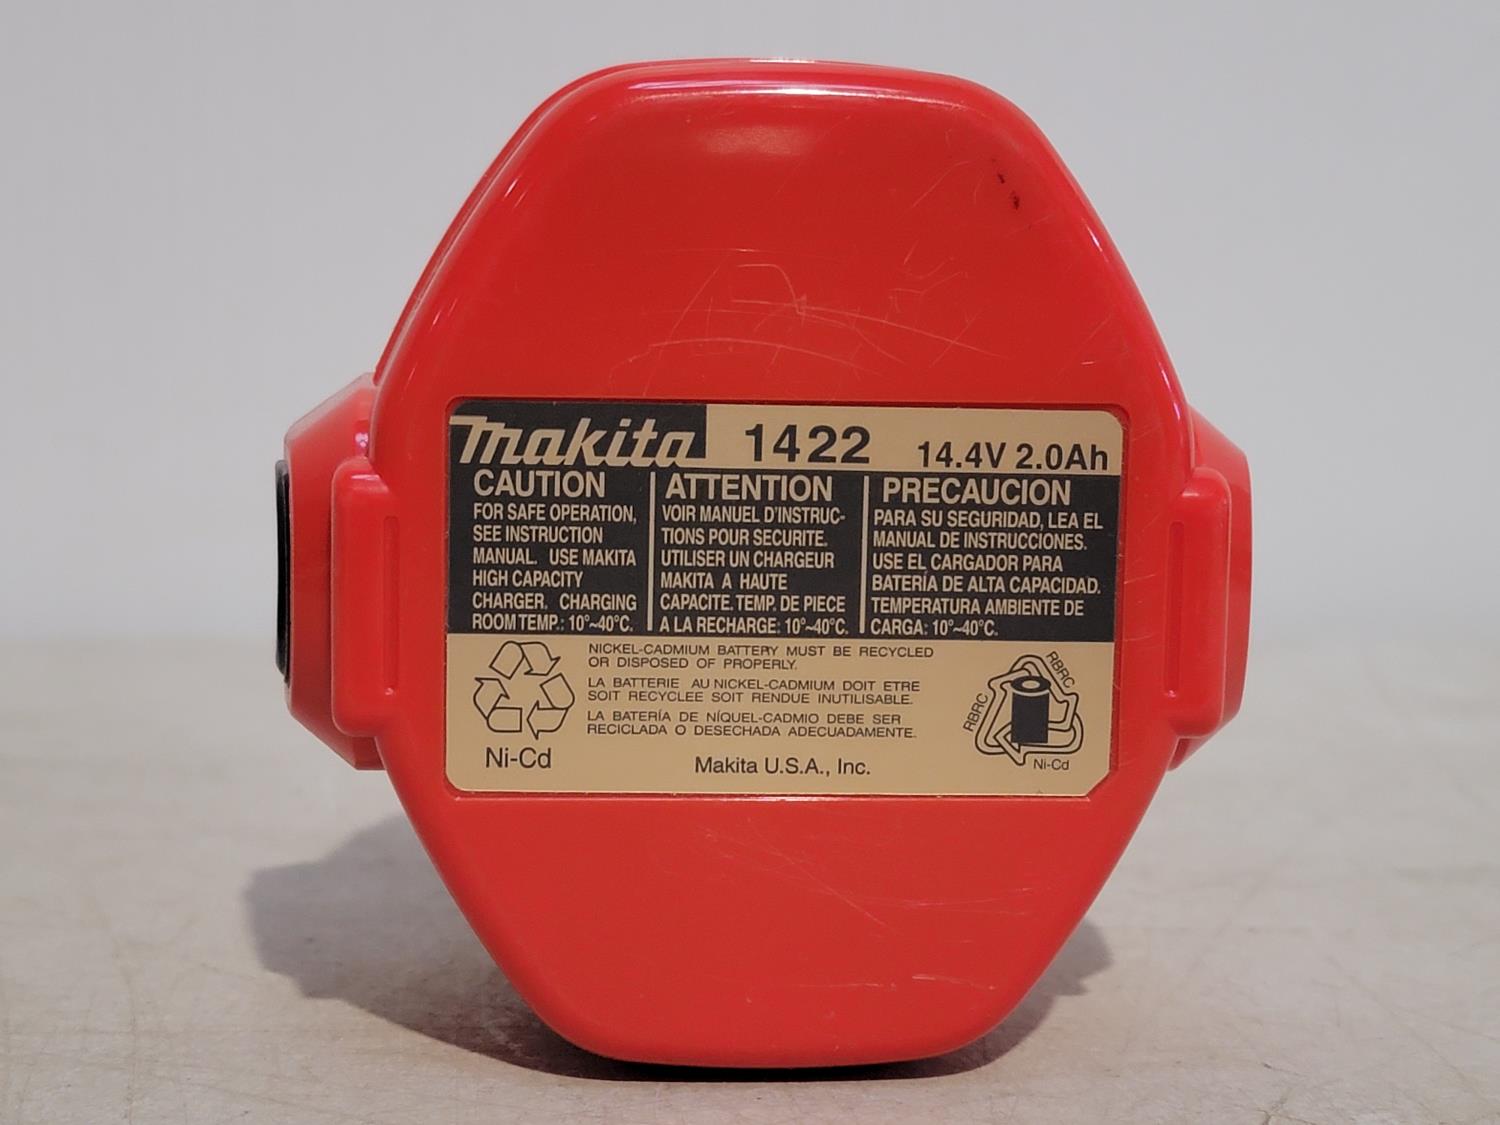 makita 1422 14.4V 2.0Ah
CAUTION
FOR SAFE OPERATION,
SEE INSTRUCTION
MANUAL. USE MAKITA
HIGH CAPACITY
CHARGER. CHARGING
ROOM TEMP.: 10°~40°C.
ATTENTION
VOIR MANUEL D'INSTRUC-
TIONS POUR SECURITE.
UTILISER UN CHARGEUR
MAKITA A HAUTE
CAPACITE. TEMP. DE PIECE
A LA RECHARGE: 10°~40°C.
PRECAUCION
PARA SU SEGURIDAD, LEA EL
MANUAL DE INSTRUCCIONES.
USE EL CARGADOR PARA
BATERÍA DE ALTA CAPACIDAD.
TEMPERATURA AMBIENTE DE
CARGA: 10°~40°C.
NICKEL-CADMIUM BATTERY MUST BE RECYCLED
OR DISPOSED OF PROPERLY.
LA BATTERIE AU NICKEL-CADMIUM DOIT ETRE
SOIT RECYCLEE SOIT RENDUE INUTILISABLE.
LA BATERÍA DE NÍQUEL-CADMIO DEBE SER
RECICLADA O DESECHADA ADECUADAMENTE.
Ni-Cd
Makita U.S.A., Inc.
RBRC
RBRC
Ni-Cd